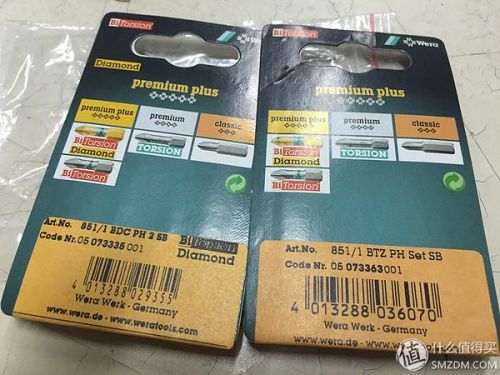 BiTorsion
Wera
Diamond
premium plus
premium plus
premium
classic
BiTorsion
Diamond
BiTorsion
TORSION
Art.No. 851/1 BDC PH 2 SB
Code Nr. 05 073335 001
BiTorsion
Diamond
4 013288 029355
Wera Werk - Germany
www.wera.de - www.weratools.com
BiTorsion
Wera
premium plus
premium plus
premium
classic
BiTorsion
Diamond
BiTorsion
TORSION
Art.No. 851/1 BTZ PH Set SB
Code Nr. 05 073363001
4 013288 036070
Wera Werk - Germany
www.wera.de - www.weratools.com
值 什么值得买
SMZDM.COM